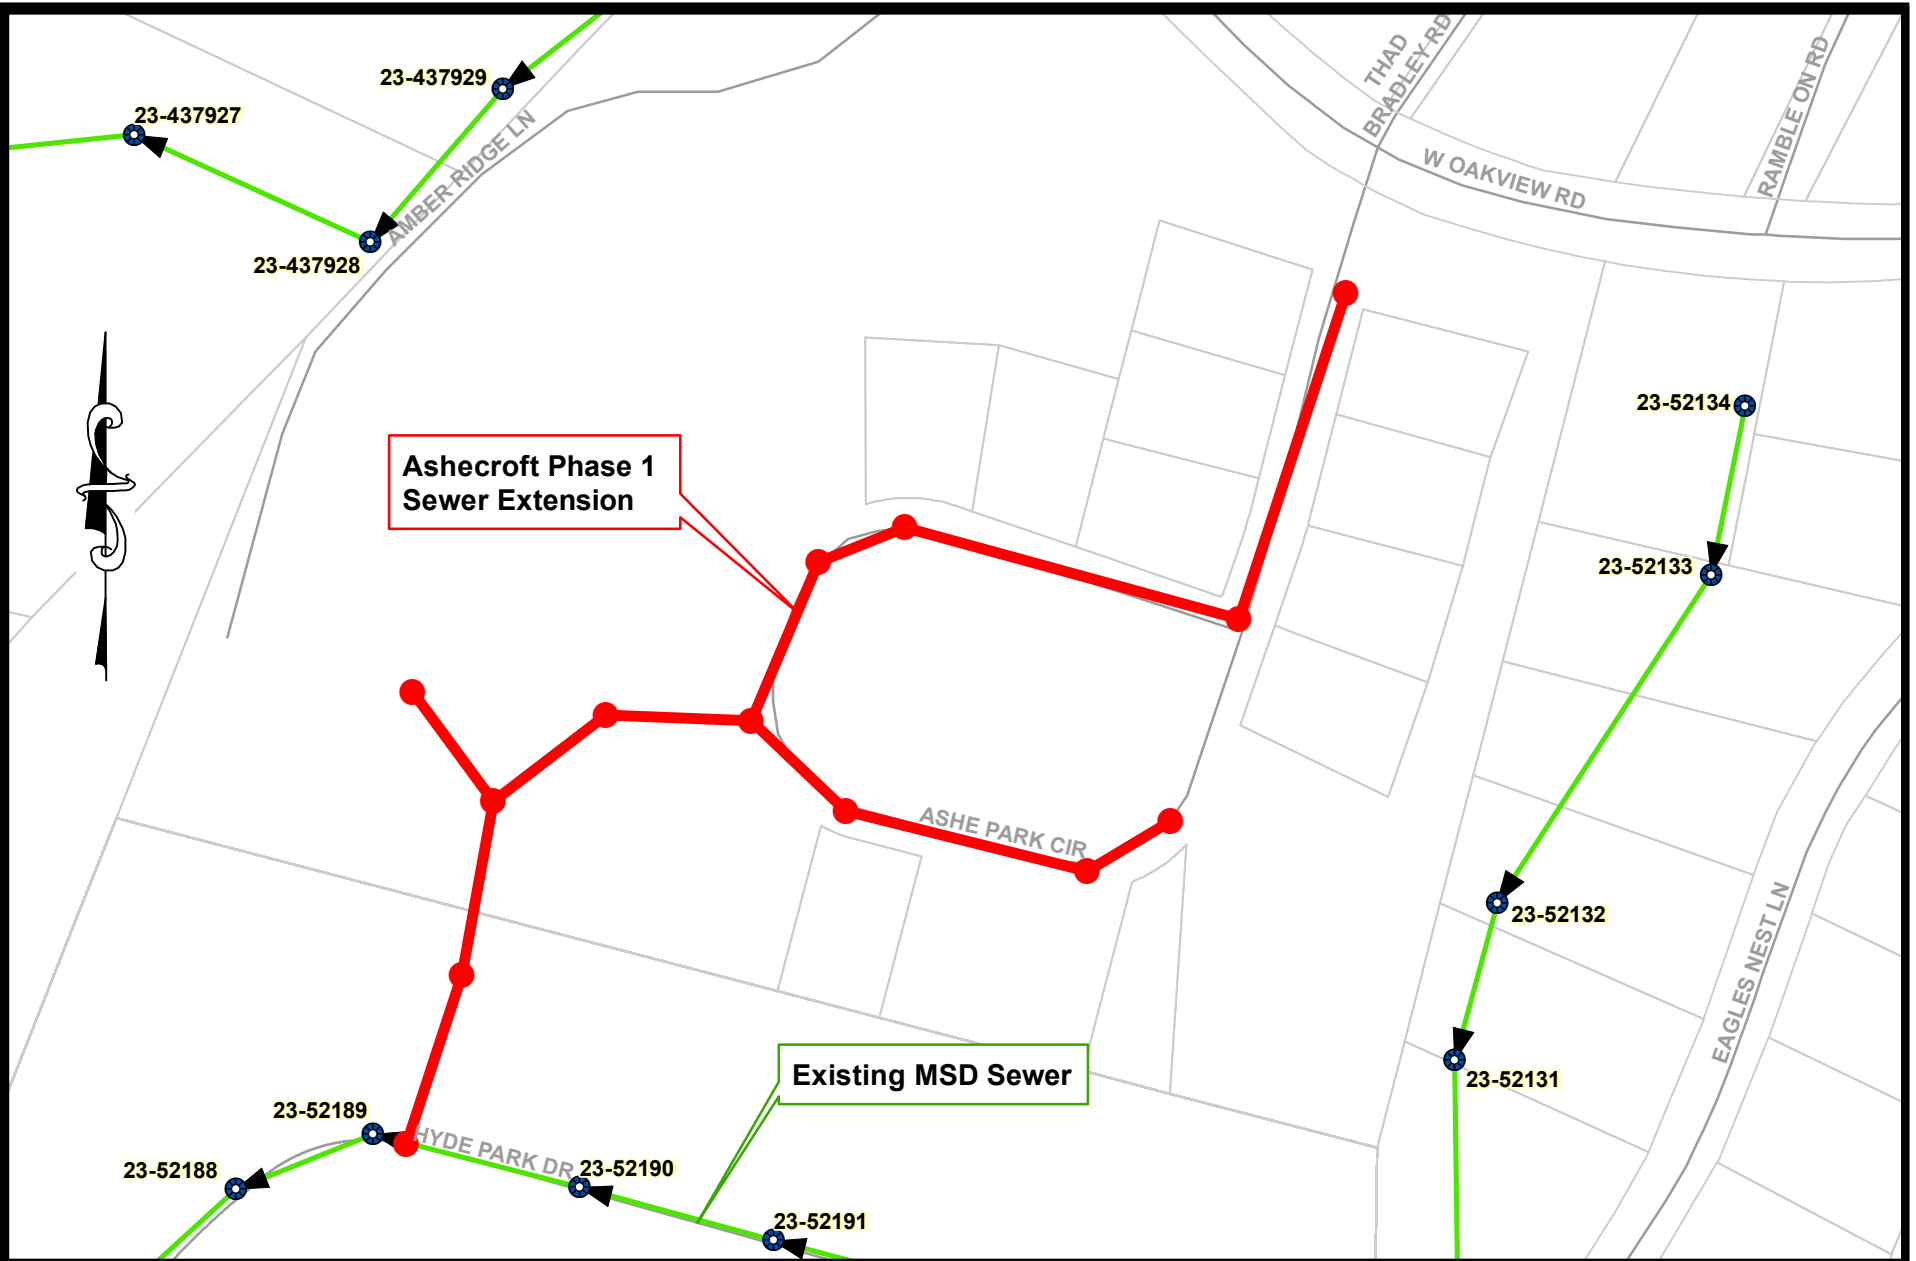 THAD
BRADLEY RD
RAMBLE ON RD
23-437929
23-437927
AMBER RIDGE LN
W OAKVIEW RD
23-437928
23-52134
Ashecroft Phase 1
Sewer Extension
23-52133
ASHE PARK CIR
23-52132
EAGLES NEST LN
Existing MSD Sewer
23-52131
23-52189
HYDE PARK DR
23-52188
23-52190
23-52191